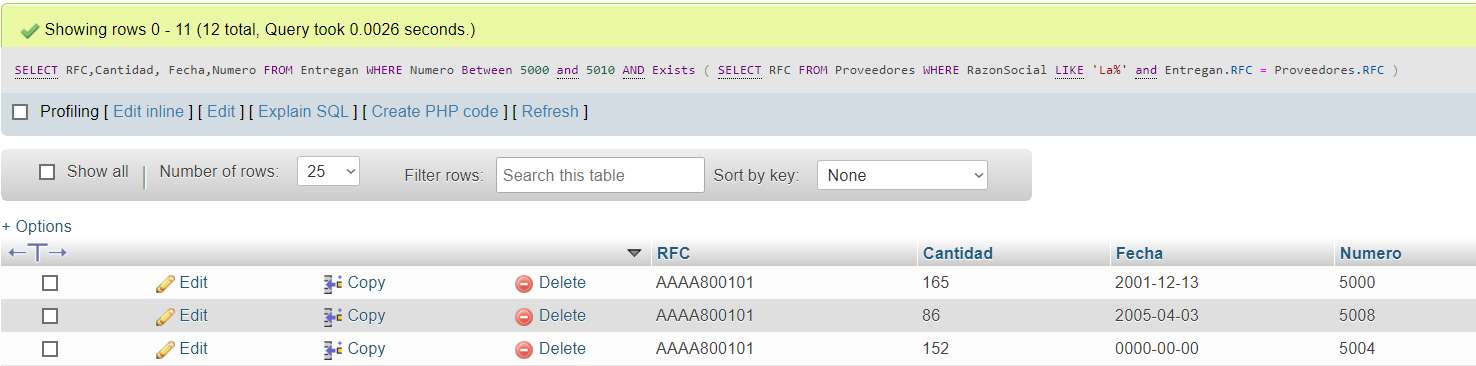 Showing rows 0 - 11 (12 total, Query took 0.0026 seconds.)
SELECT RFC,Cantidad, Fecha,Numero FROM Entregan WHERE Numero Between 5000 and 5010 AND Exists ( SELECT RFC FROM Proveedores WHERE RazonSocial LIKE 'La%' and Entregan.RFC = Proveedores.RFC )
Profiling [ Edit inline ] [ Edit ] [ Explain SQL ] [ Create PHP code ] [ Refresh ]
Show all Number of rows: 25 Filter rows: Search this table Sort by key: None
+ Options
←T→ RFC Cantidad Fecha Numero
Edit Copy Delete AAAA800101 165 2001-12-13 5000
Edit Copy Delete AAAA800101 86 2005-04-03 5008
Edit Copy Delete AAAA800101 152 0000-00-00 5004